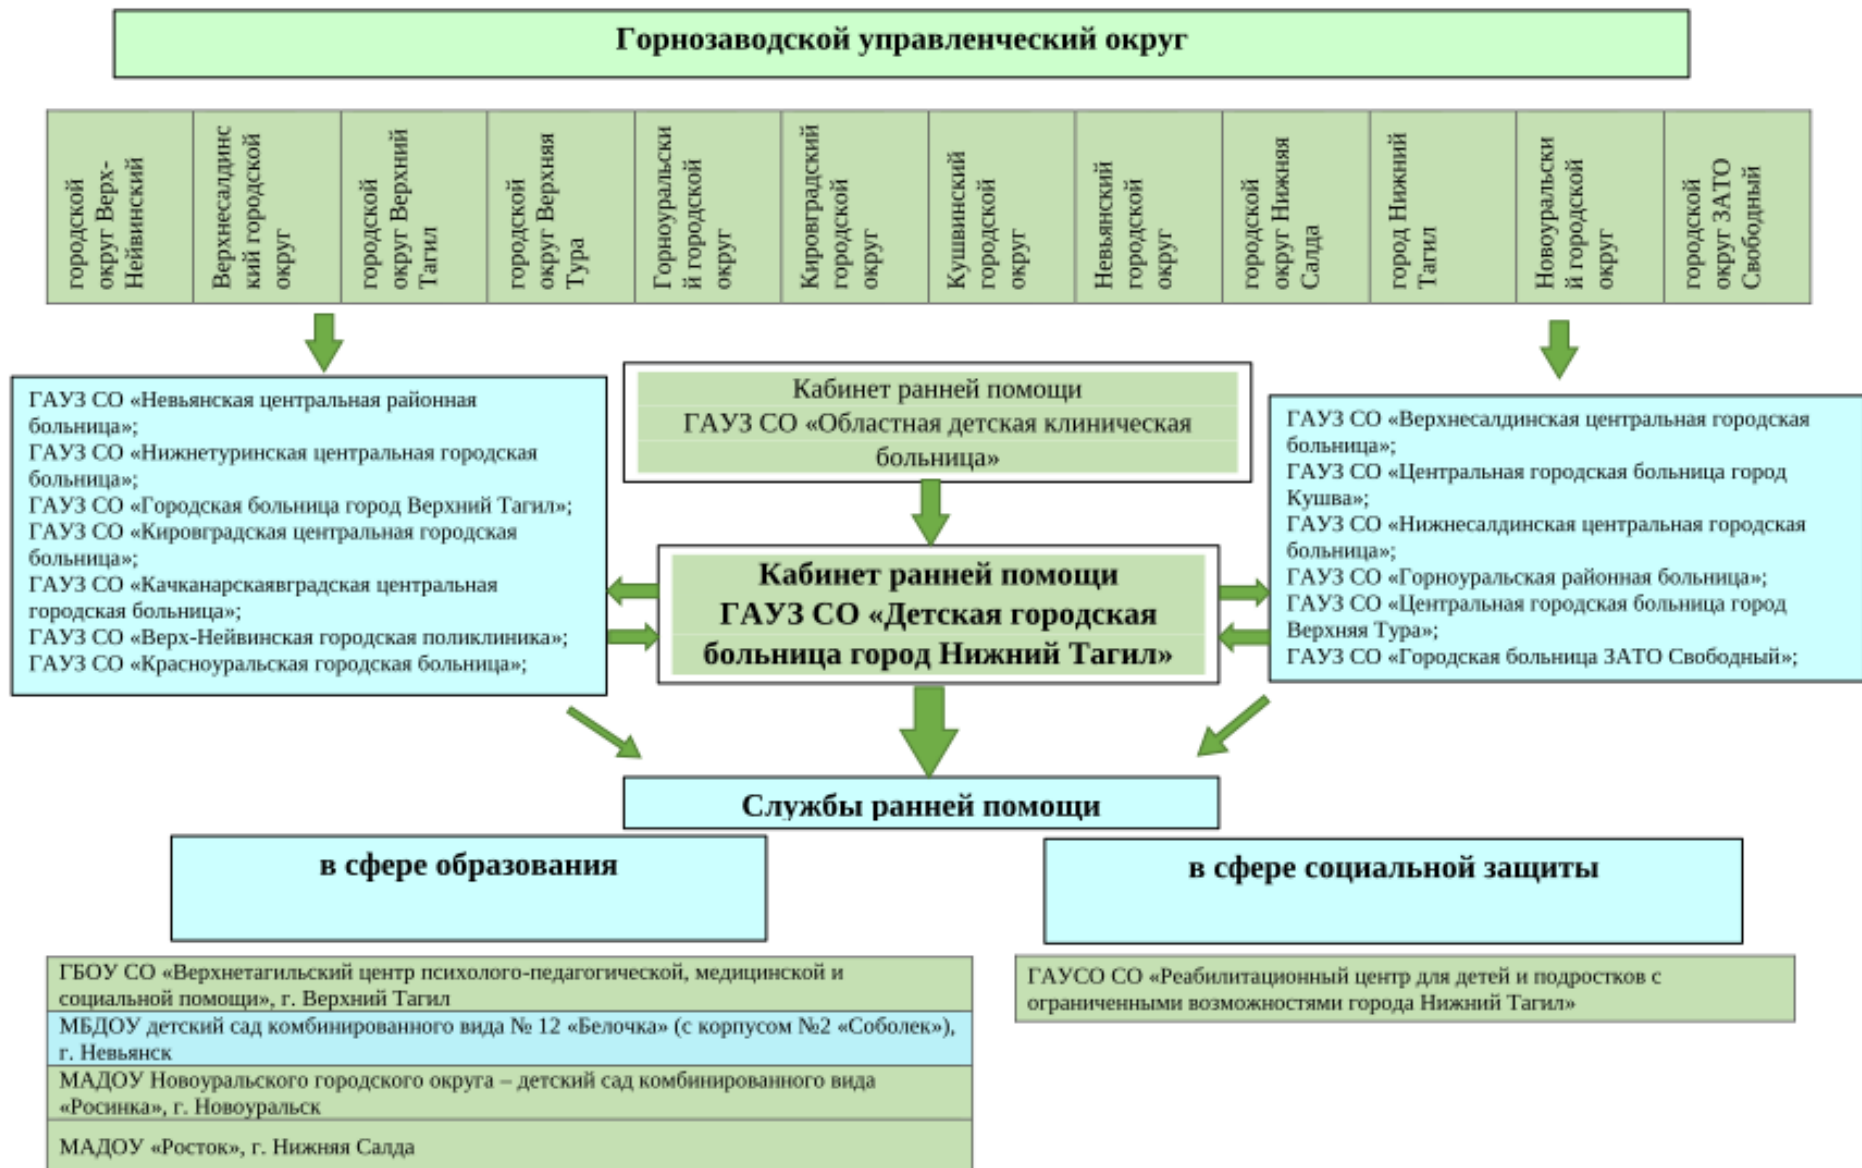 Горнозаводской управленческий округ
городской
округ Верх-
Нейвинский
Верхнесалдинс
кий городской
округ
городской
округ Верхний
Тагил
городской
округ Верхняя
Тура
Горноуральски
й городской
округ
Кировградский
городской
округ
Кушвинский
городской
округ
Невьянский
городской
округ
городской
округ Нижняя
Салда
город Нижний
Тагил
Новоуральски
й городской
округ
городской
округ ЗАТО
Свободный
ГАУЗ СО «Невьянская центральная районная
больница»;
ГАУЗ СО «Нижнетуринская центральная городская
больница»;
ГАУЗ СО «Городская больница город Верхний Тагил»;
ГАУЗ СО «Кировградская центральная городская
больница»;
ГАУЗ СО «Качканарскаявградская центральная
городская больница»;
ГАУЗ СО «Верх-Нейвинская городская поликлиника»;
ГАУЗ СО «Красноуральская городская больница»;
Кабинет ранней помощи
ГАУЗ СО «Областная детская клиническая
больница»
Кабинет ранней помощи
ГАУЗ СО «Детская городская
больница город Нижний Тагил»
ГАУЗ СО «Верхнесалдинская центральная городская
больница»;
ГАУЗ СО «Центральная городская больница город
Кушва»;
ГАУЗ СО «Нижнесалдинская центральная городская
больница»;
ГАУЗ СО «Горноуральская районная больница»;
ГАУЗ СО «Центральная городская больница город
Верхняя Тура»;
ГАУЗ СО «Городская больница ЗАТО Свободный»;
Службы ранней помощи
в сфере образования
в сфере социальной защиты
ГБОУ СО «Верхнетагильский центр психолого-педагогической, медицинской и
социальной помощи», г. Верхний Тагил
МБДОУ детский сад комбинированного вида № 12 «Белочка» (с корпусом №2 «Соболек»),
г. Невьянск
МАДОУ Новоуральского городского округа – детский сад комбинированного вида
«Росинка», г. Новоуральск
МАДОУ «Росток», г. Нижняя Салда
ГАУСО СО «Реабилитационный центр для детей и подростков с
ограниченными возможностями города Нижний Тагил»